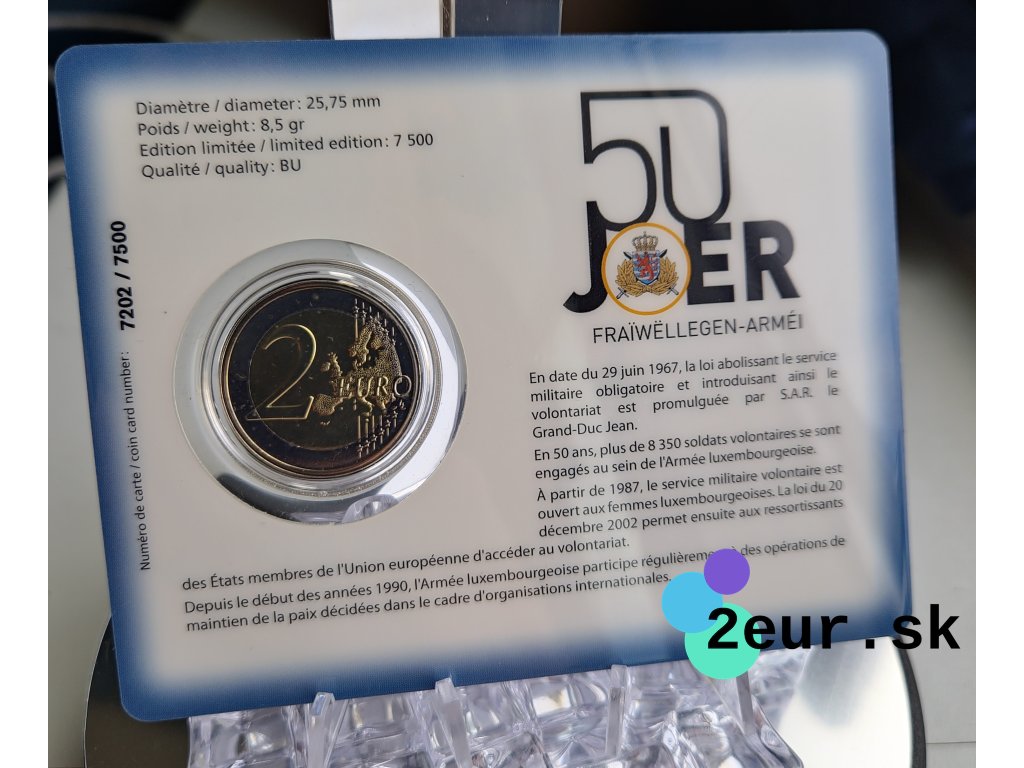 Diamètre / diameter: 25,75 mm
Poids / weight: 8,5 gr
Edition limitée / limited edition: 7 500
Qualité / quality: BU
Numéro de carte / coin card number: 7202 / 7500
2 EURO
50
JOER
FRAÏWËLLEGEN-ARMÉI
En date du 29 juin 1967, la loi abolissant le service
militaire obligatoire et introduisant ainsi le
volontariat est promulguée par S.A.R. le
Grand-Duc Jean.
En 50 ans, plus de 8 350 soldats volontaires se sont
engagés au sein de l'Armée luxembourgeoise.
À partir de 1987, le service militaire volontaire est
ouvert aux femmes luxembourgeoises. La loi du 20
décembre 2002 permet ensuite aux ressortissants
des États membres de l'Union européenne d'accéder au volontariat.
Depuis le début des années 1990, l'Armée luxembourgeoise participe régulièrement à des opérations de
maintien de la paix décidées dans le cadre d'organisations internationales.
2eur.sk